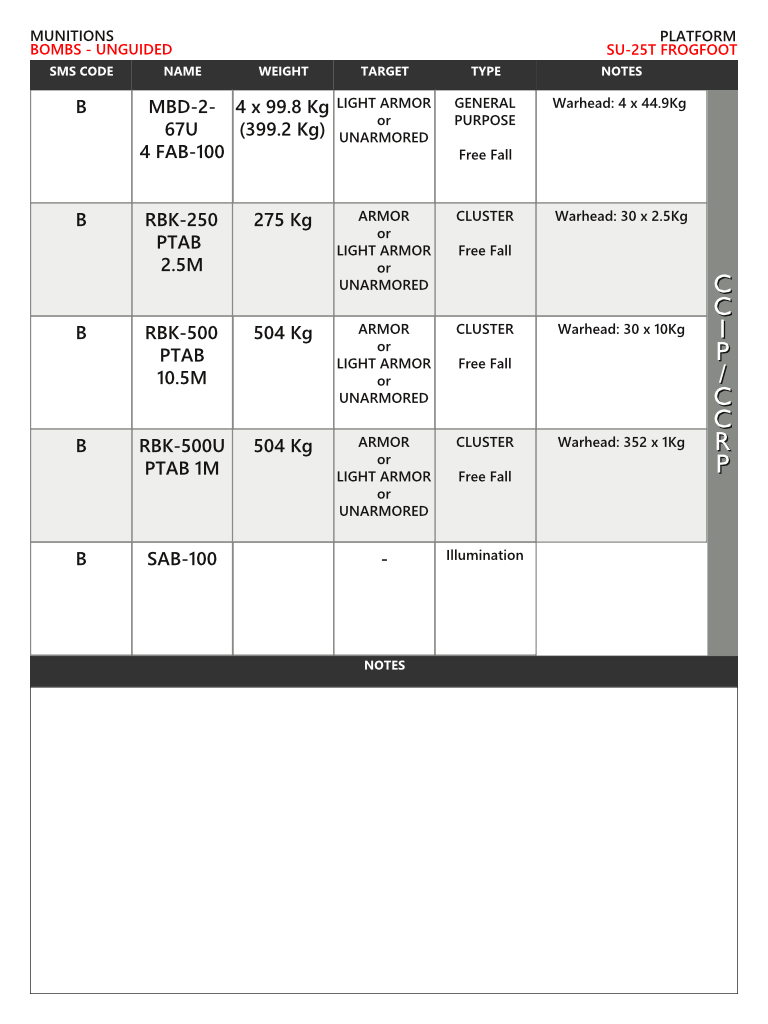 MUNITIONS
PLATFORM
BOMBS - UNGUIDED
SU-25T FROGFOOT
SMS CODE NAME WEIGHT TARGET TYPE NOTES
B
MBD-2-
67U
4 FAB-100
4 x 99.8 Kg
(399.2 Kg)
LIGHT ARMOR
or
UNARMORED
GENERAL
PURPOSE
Free Fall
Warhead: 4 x 44.9Kg
B
RBK-250
PTAB
2.5M
275 Kg
ARMOR
or
LIGHT ARMOR
or
UNARMORED
CLUSTER
Free Fall
Warhead: 30 x 2.5Kg
B
RBK-500
PTAB
10.5M
504 Kg
ARMOR
or
LIGHT ARMOR
or
UNARMORED
CLUSTER
Free Fall
Warhead: 30 x 10Kg
B
RBK-500U
PTAB 1M
504 Kg
ARMOR
or
LIGHT ARMOR
or
UNARMORED
CLUSTER
Free Fall
Warhead: 352 x 1Kg
B
SAB-100
-
Illumination
CCIP/CCRP
NOTES